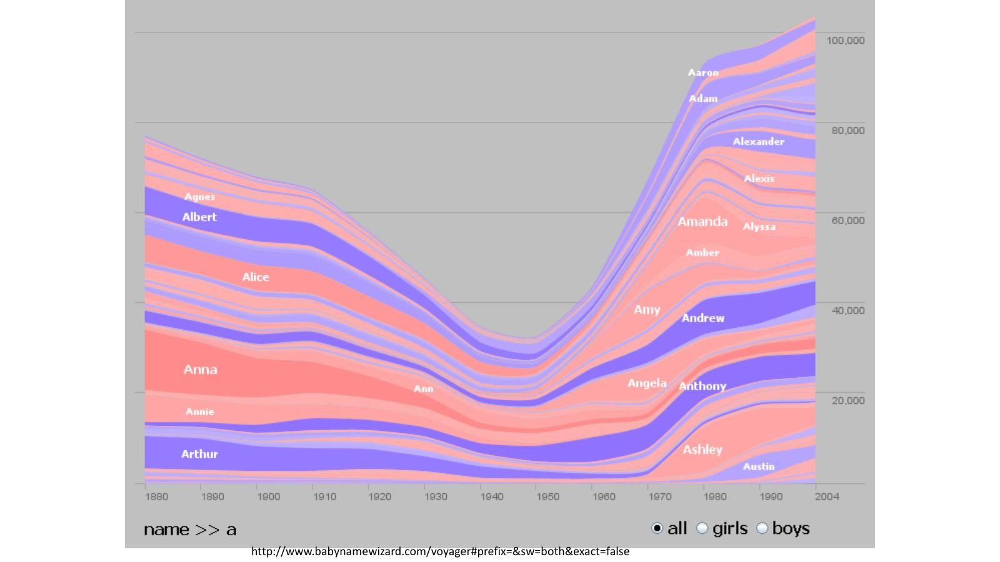 100,000
Aaron
Adam
80,000
Alexander
Alexis
Agnes
Albert
60,000
Amanda
Alyssa
Amber
Alice
Amy
40,000
Andrew
Anna
Angela
Anthony
Ann
20,000
Annie
Ashley
Arthur
Austin
1880 1890 1900 1910 1920 1930 1940 1950 1960 1970 1980 1990 2004
name >> a
all girls boys
http://www.babynamewizard.com/voyager#prefix=&sw=both&exact=false